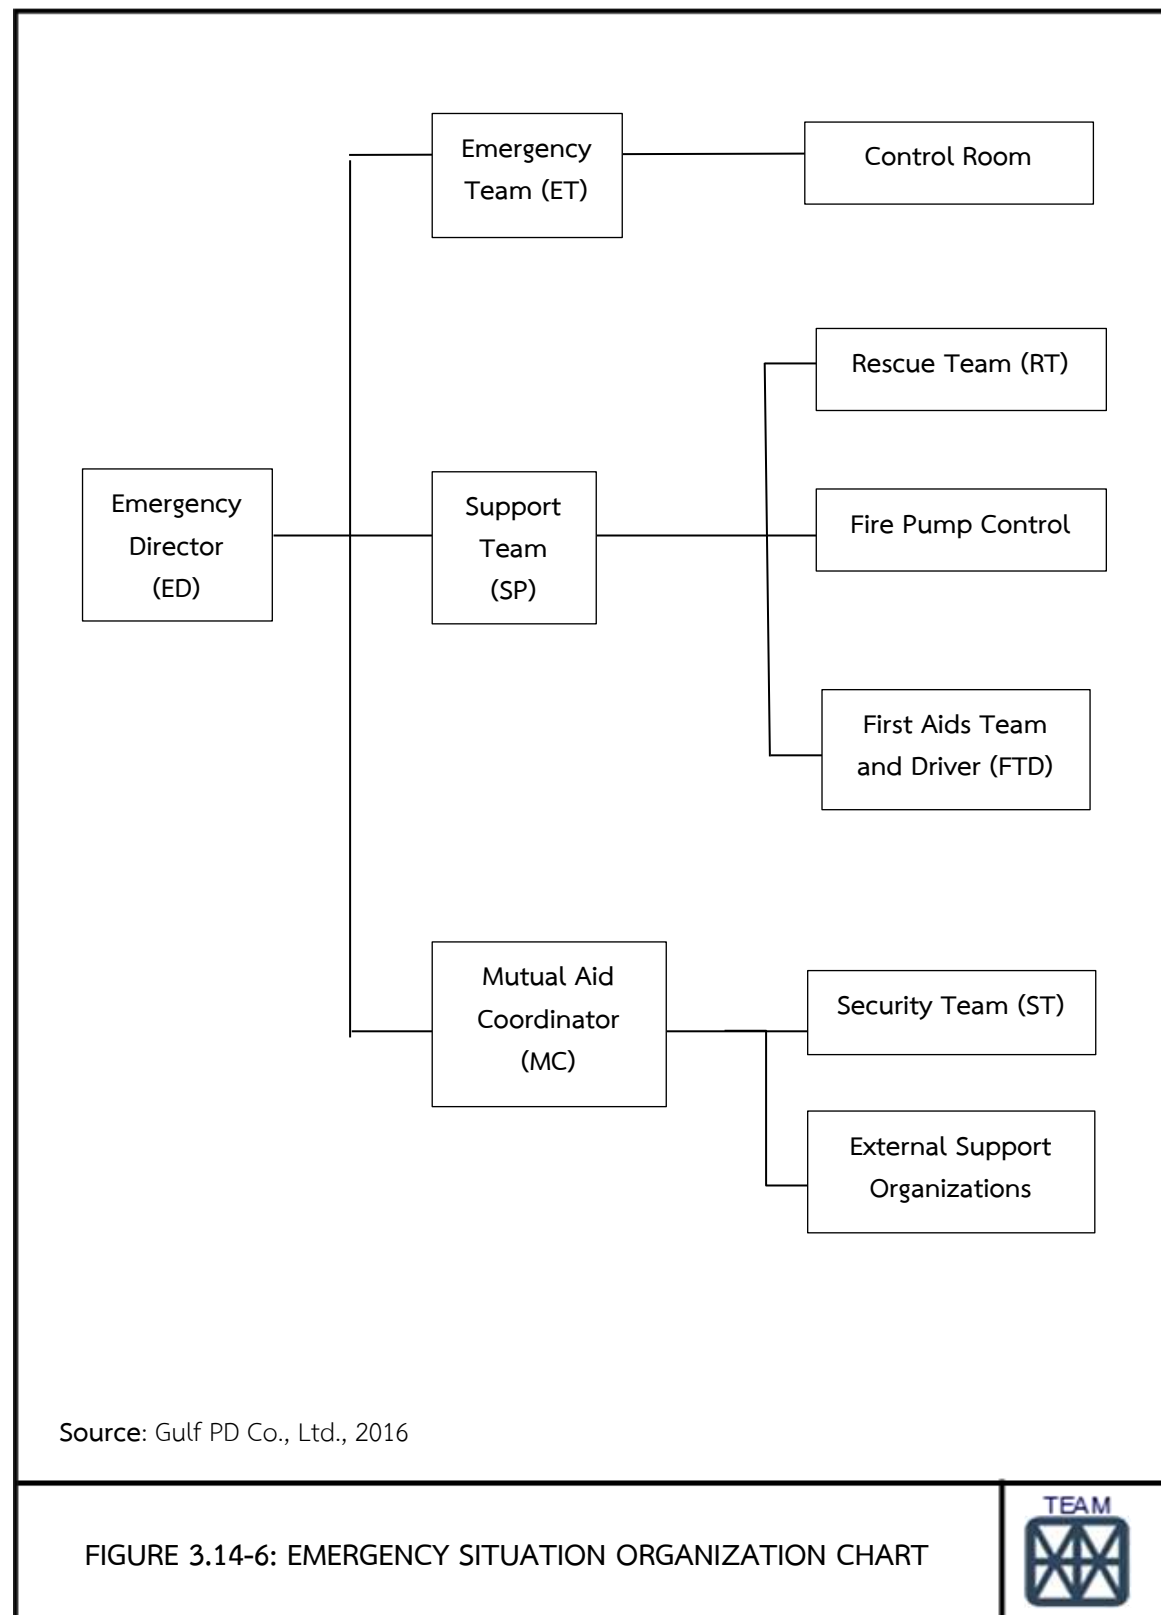 Emergency
Team (ET)
Control Room
Rescue Team (RT)
Emergency
Director
(ED)
Support
Team
(SP)
Fire Pump Control
First Aids Team
and Driver (FTD)
Mutual Aid
Coordinator
(MC)
Security Team (ST)
External Support
Organizations
Source: Gulf PD Co., Ltd., 2016
FIGURE 3.14-6: EMERGENCY SITUATION ORGANIZATION CHART
TEAM